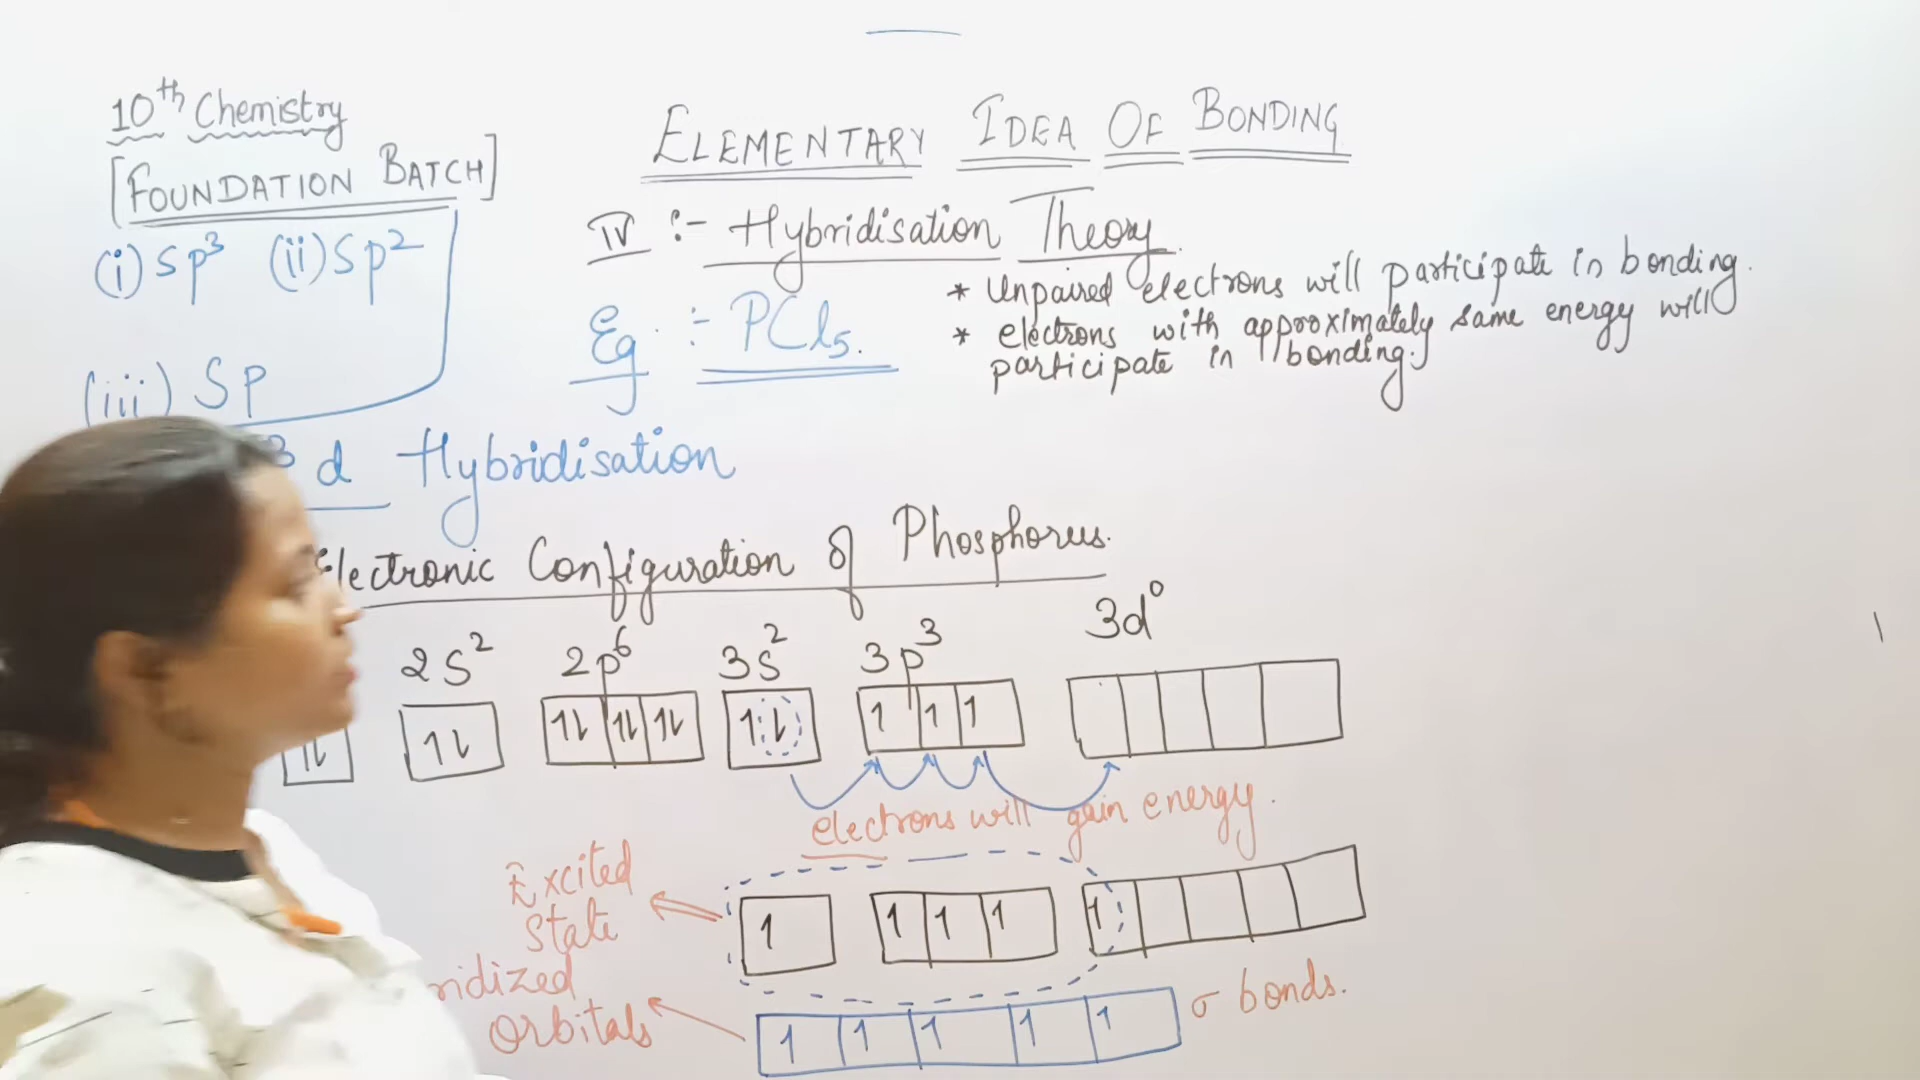 10th Chemistry
[FOUNDATION BATCH]
(i) Sp³ (ii) Sp²
(iii) Sp
³d Hybridisation
ELEMENTARY IDEA OF BONDING
IV :- Hybridisation Theory.
Eg :- PCl5.
* Unpaired electrons will participate in bonding.
* electrons with approximately same energy will
participate in bonding.
Electronic Configuration of Phosphorus.
2S² 2p⁶ 3s² 3p³ 3d⁰
1l 1l 1l 1l 1l 1l 1 1 1
electrons will gain energy.
Excited
State
1 1 1 1 1
ridized
Orbitals
1 1 1 1 1
σ bonds.